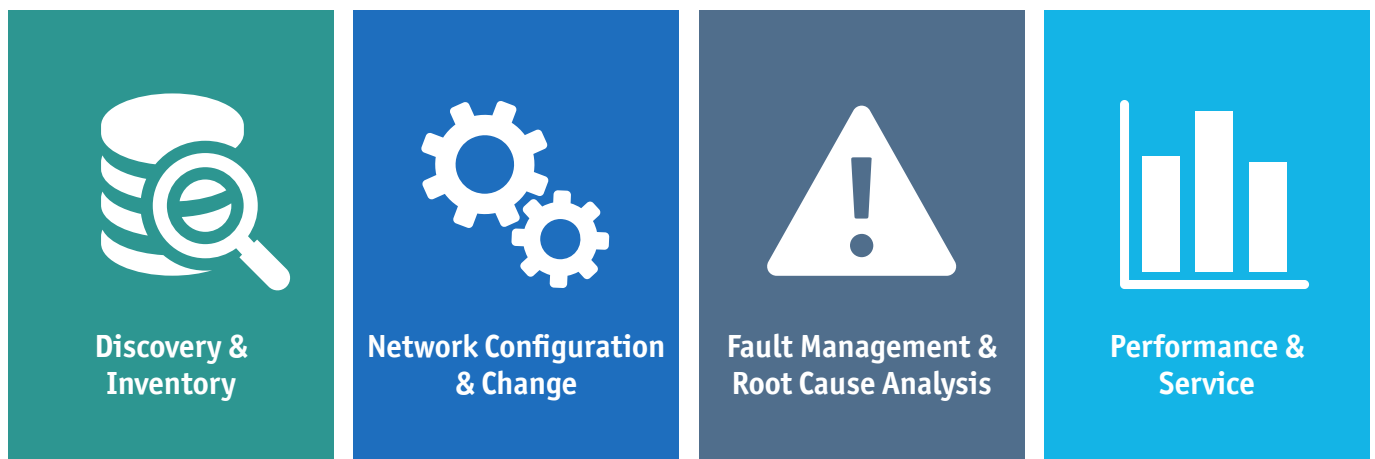 Discovery &
Inventory
Network Configuration
& Change
Fault Management &
Root Cause Analysis
Performance &
Service